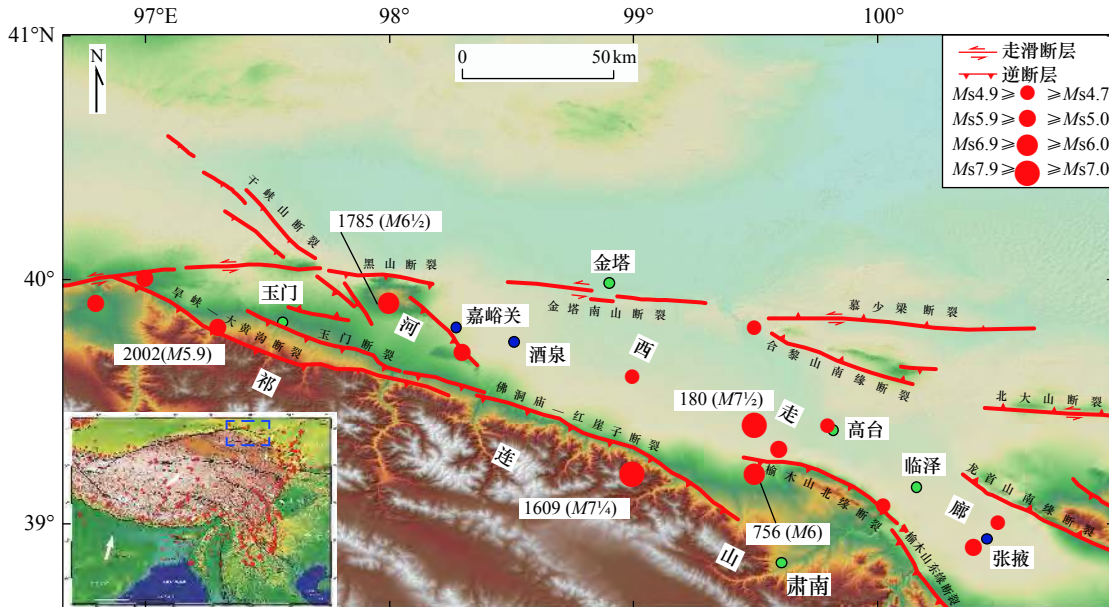 97°E
98°
99°
100°
41°N
40°
39°
N
0 50 km
走滑断层
逆断层
Ms4.9≥ ≥Ms4.7
Ms5.9≥ ≥Ms5.0
Ms6.9≥ ≥Ms6.0
Ms7.9≥ ≥Ms7.0
干峡山断裂
1785 (M6½)
黑山断裂
金塔
玉门
嘉峪关
河
酒泉
金塔南山断裂
慕少梁断裂
合黎山南缘断裂
旱峡—大黄沟断裂
玉门断裂
2002(M5.9)
祁
西
佛洞庙—红崖子断裂
北大山断裂
180 (M7½)
走
高台
连
榆木山北缘断裂
临泽
龙首山南缘断裂
廊
1609 (M7¼)
756 (M6)
张掖
山
肃南
榆木山东缘断裂